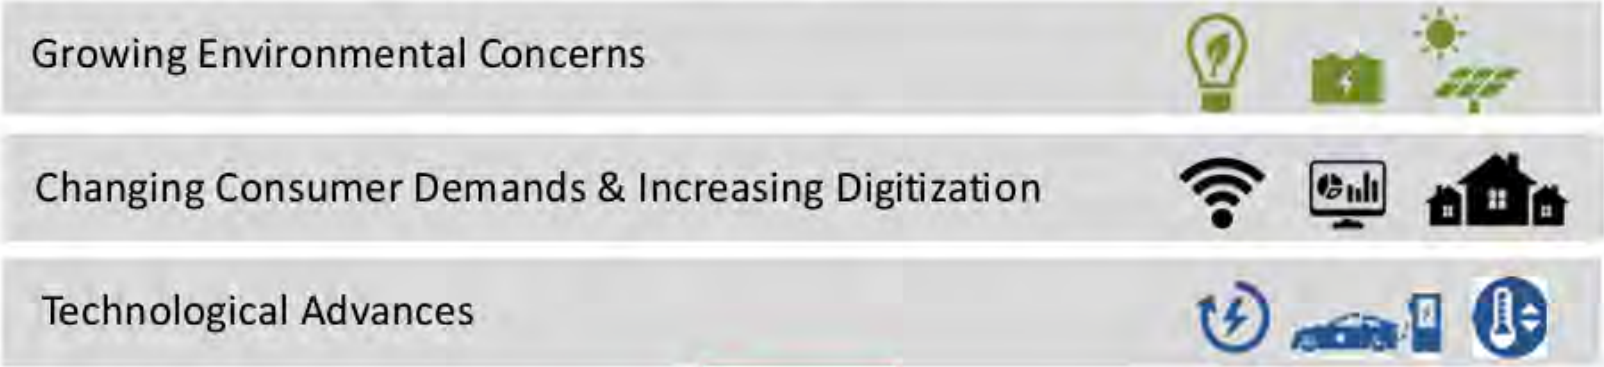 Growing Environmental Concerns
Changing Consumer Demands & Increasing Digitization
Technological Advances